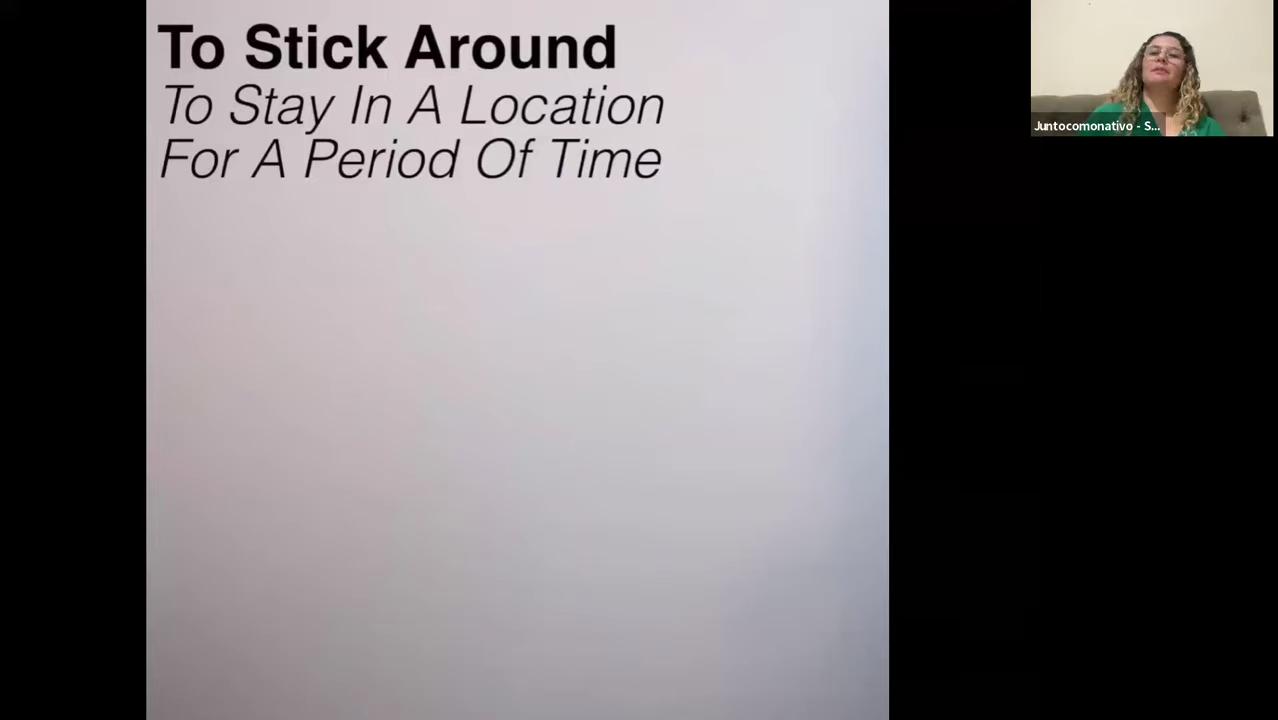 To Stick Around
To Stay In A Location
For A Period Of Time
Juntocomonativo - S...